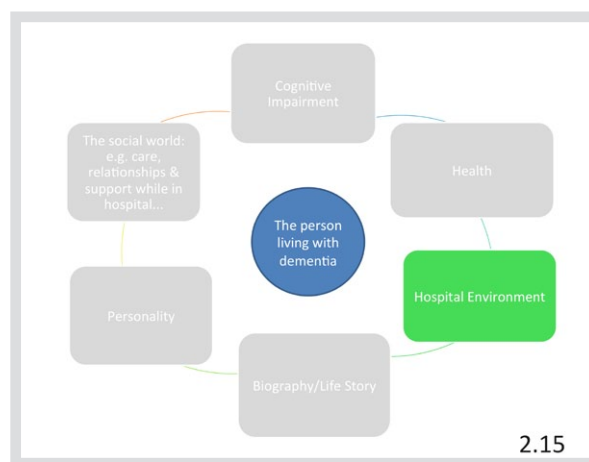 Cognitive
Impairment
The social world:
e.g. care,
relationships &
support while in
hospital...
Health
The person
living with
dementia
Hospital Environment
Personality
Biography/Life Story
2.15